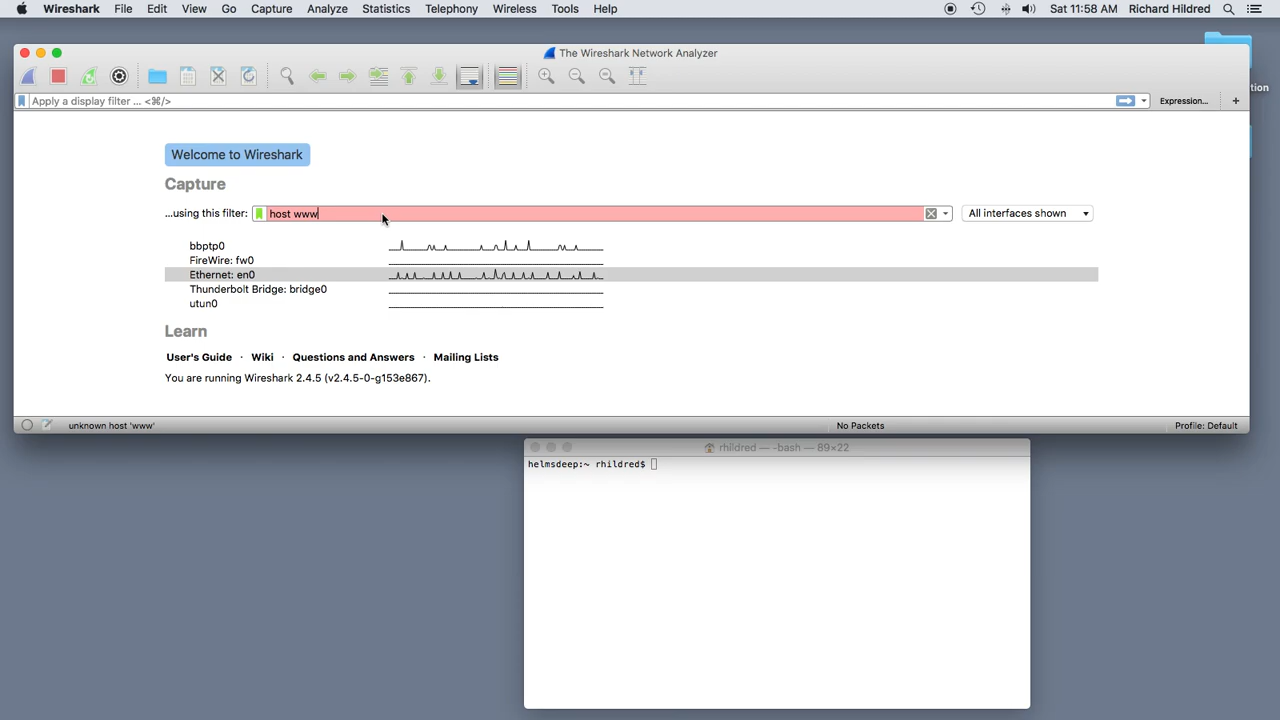 Wireshark File Edit View Go Capture Analyze Statistics Telephony Wireless Tools Help Sat 11:58 AM Richard Hildred
The Wireshark Network Analyzer
Apply a display filter ... <⌘/> Expression... +
tion
Welcome to Wireshark
Capture
...using this filter: host www All interfaces shown
bbptp0
FireWire: fw0
Ethernet: en0
Thunderbolt Bridge: bridge0
utun0
Learn
User's Guide · Wiki · Questions and Answers · Mailing Lists
You are running Wireshark 2.4.5 (v2.4.5-0-g153e867).
unknown host 'www' No Packets Profile: Default
rhildred — -bash — 89×22
helmsdeep:~ rhildred$